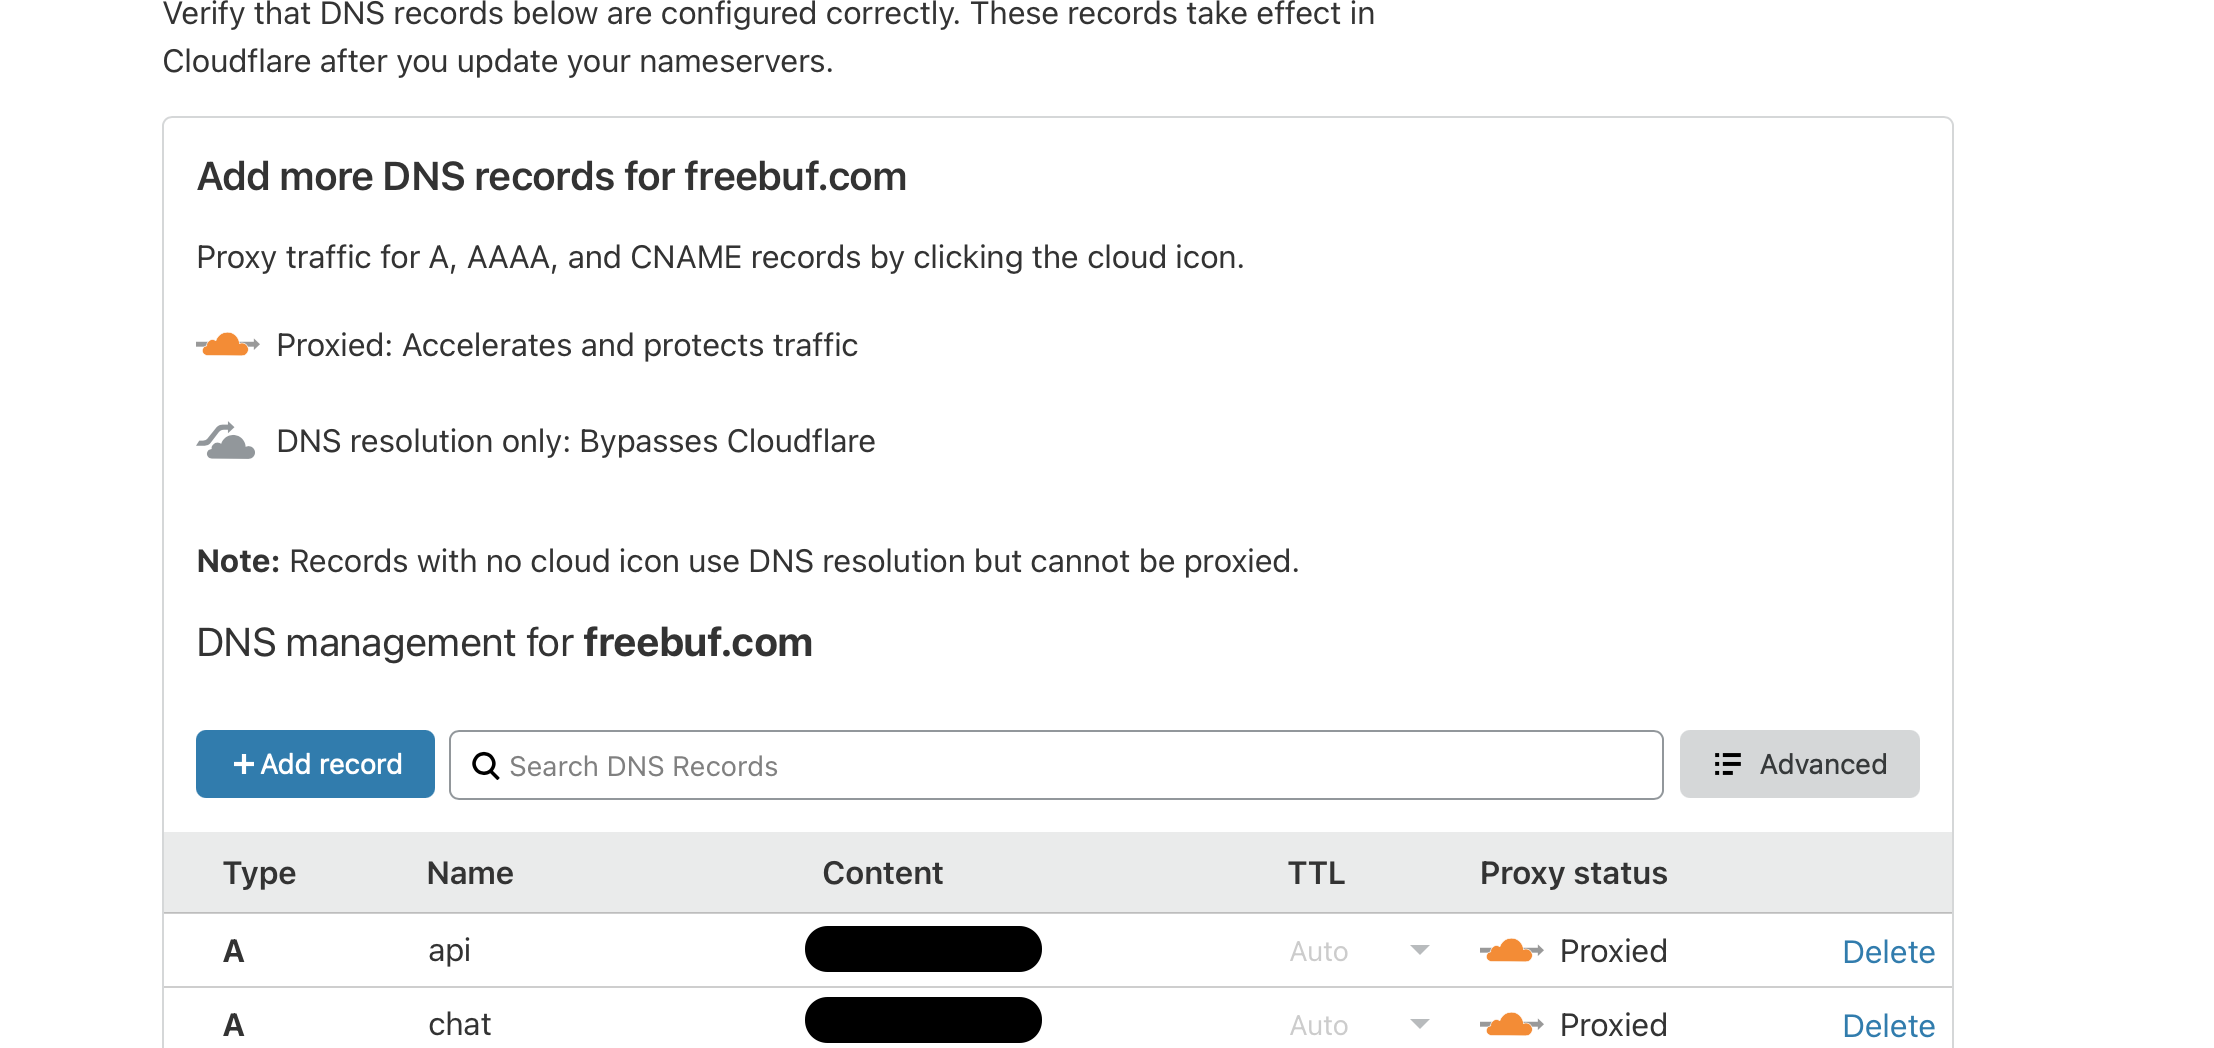 Verify that DNS records below are configured correctly. These records take effect in
Cloudflare after you update your nameservers.
Add more DNS records for freebuf.com
Proxy traffic for A, AAAA, and CNAME records by clicking the cloud icon.
Proxied: Accelerates and protects traffic
DNS resolution only: Bypasses Cloudflare
Note: Records with no cloud icon use DNS resolution but cannot be proxied.
DNS management for freebuf.com
+ Add record Search DNS Records Advanced
Type Name Content TTL Proxy status
A api Auto Proxied Delete
A chat Auto Proxied Delete